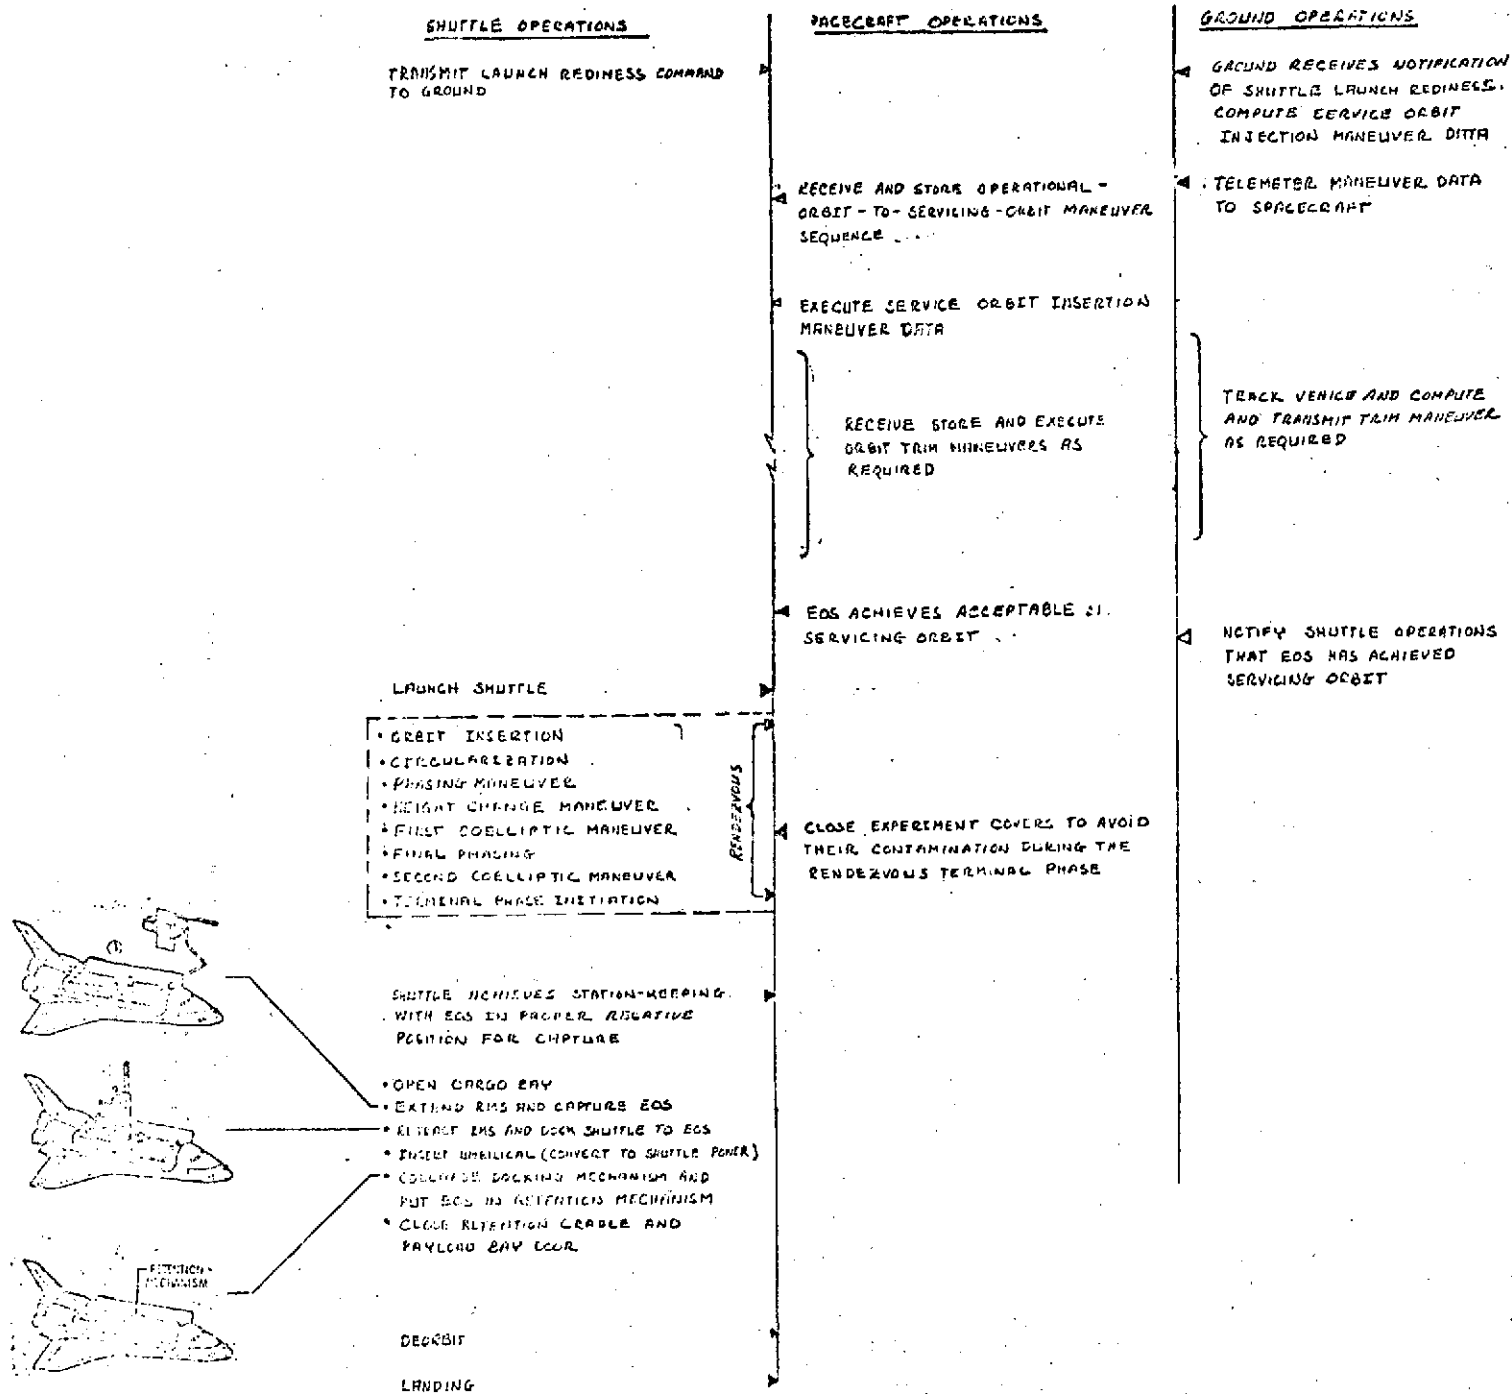 SHUTTLE OPERATIONS
TRANSMIT LAUNCH REDINESS COMMAND
TO GROUND
LAUNCH SHUTTLE
• ORBIT INSERTION
• CIRCULARIZATION
• PHASING MANEUVER
• HEIGHT CHANGE MANEUVER
• FIRST COELLIPTIC MANEUVER
• FINAL PHASING
• SECOND COELLIPTIC MANEUVER
• TERMINAL PHASE INITIATION
RENDEZVOUS
SHUTTLE ACHIEVES STATION-KEEPING
WITH EOS IN PROPER RELATIVE
POSITION FOR CAPTURE
• OPEN CARGO BAY
• EXTEND RMS AND CAPTURE EOS
• RETRACT RMS AND DOCK SHUTTLE TO EOS
• INSERT UMBILICAL (CONVERT TO SHUTTLE POWER)
• COLLAPSE DOCKING MECHANISM AND
PUT EOS IN RETENTION MECHANISM
• CLOSE RETENTION CRADLE AND
PAYLOAD BAY DOOR
①
RETENTION
MECHANISM
DEORBIT
LANDING
PACECRAFT OPERATIONS
RECEIVE AND STORE OPERATIONAL-
ORBIT-TO-SERVICING-ORBIT MANEUVER
SEQUENCE
EXECUTE SERVICE ORBIT INSERTION
MANEUVER DATA
RECEIVE STORE AND EXECUTE
ORBIT TRIM MANEUVERS AS
REQUIRED
EOS ACHIEVES ACCEPTABLE
SERVICING ORBIT
CLOSE EXPERIMENT COVERS TO AVOID
THEIR CONTAMINATION DURING THE
RENDEZVOUS TERMINAL PHASE
GROUND OPERATIONS
GROUND RECEIVES NOTIFICATION
OF SHUTTLE LAUNCH REDINESS.
COMPUTE SERVICE ORBIT
INJECTION MANEUVER DATA
TELEMETER MANEUVER DATA
TO SPACECRAFT
TRACK VEHICE AND COMPUTE
AND TRANSMIT TRIM MANEUVER
AS REQUIRED
NOTIFY SHUTTLE OPERATIONS
THAT EOS HAS ACHIEVED
SERVICING ORBIT